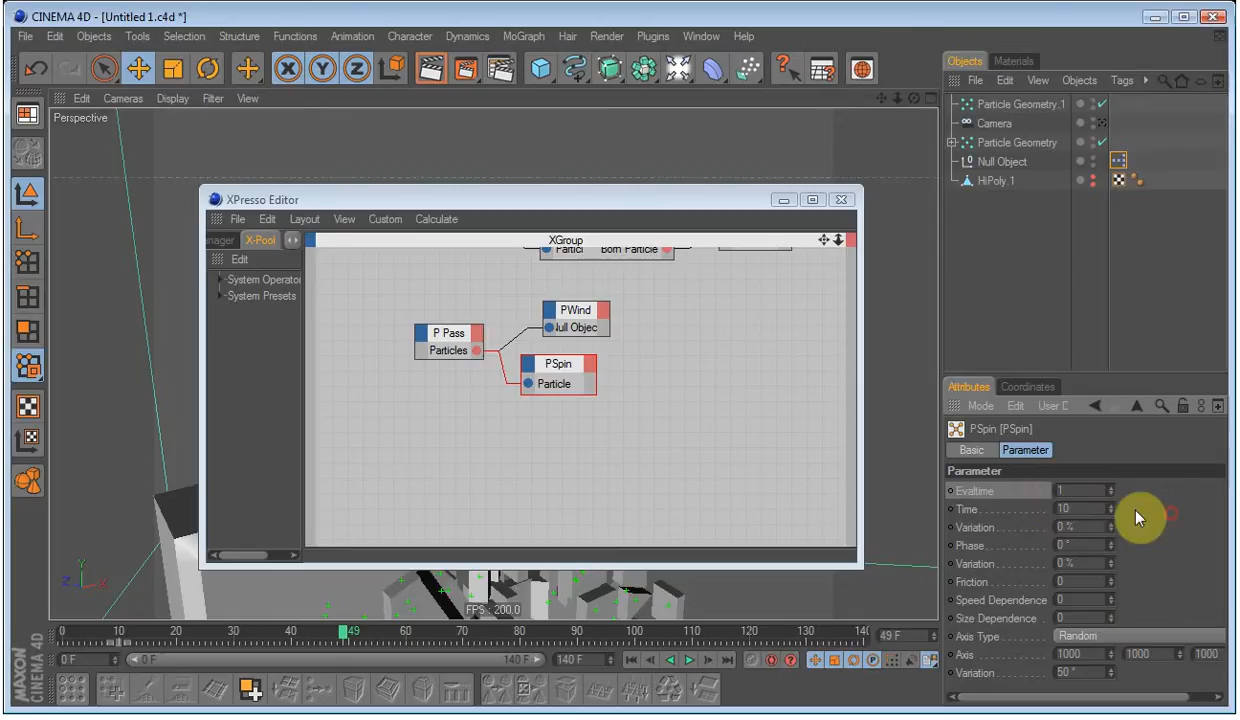 CINEMA 4D - [Untitled 1.c4d *]
File Edit Objects Tools Selection Structure Functions Animation Character Dynamics MoGraph Hair Render Plugins Window Help
Edit Cameras Display Filter View
Perspective
Objects Materials
File Edit View Objects Tags
Particle Geometry.1
Camera
Particle Geometry
Null Object
HiPoly.1
XPresso Editor
File Edit Layout View Custom Calculate
anager X-Pool
XGroup
Edit
System Operato
System Presets
Partici Born Particle
PWind
ull Objec
P Pass
Particles
PSpin
Particle
Attributes Coordinates
Mode Edit User D
PSpin [PSpin]
Basic Parameter
Parameter
Evaltime 1
Time 10
Variation 0 %
Phase 0 °
Variation 0 %
Friction 0
Speed Dependence 0
Size Dependence 0
Axis Type Random
Axis 1000 1000 1000
Variation 50 °
Y
Z X
FPS : 200.0
0 10 20 30 40 49 60 70 80 90 100 110 120 130 14( 49 F
0 F 0 F 140 F 140 F
MAXON
CINEMA 4D